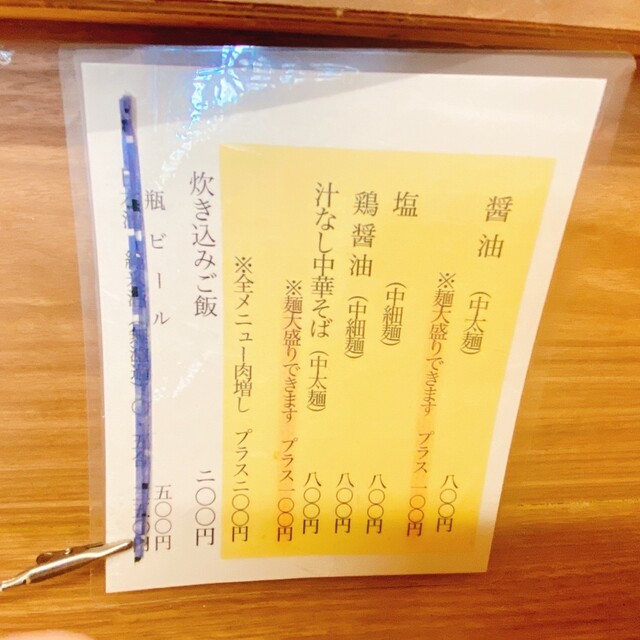 醤油（中太麺）八〇〇円
※麺大盛りできます プラス一〇〇円
塩（中細麺）八〇〇円
鶏醤油（中細麺）八〇〇円
汁なし中華そば（中太麺）八〇〇円
※麺大盛りできます プラス一〇〇円
※全メニュー肉増し プラス二〇〇円
炊き込みご飯 二〇〇円
瓶ビール 五〇〇円